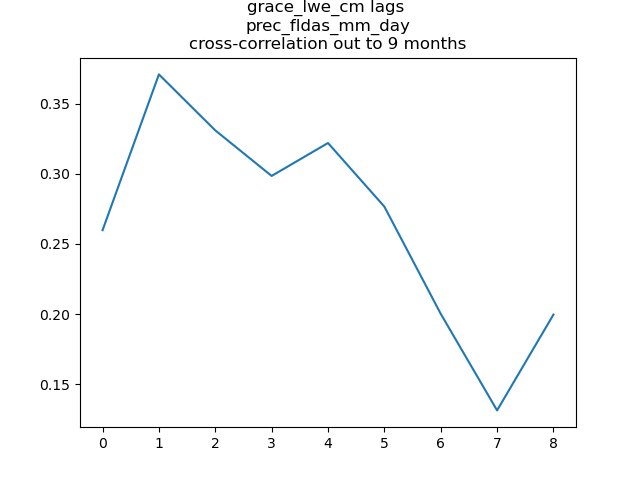 grace_lwe_cm lags
prec_fldas_mm_day
cross-correlation out to 9 months
0.35
0.30
0.25
0.20
0.15
0 1 2 3 4 5 6 7 8